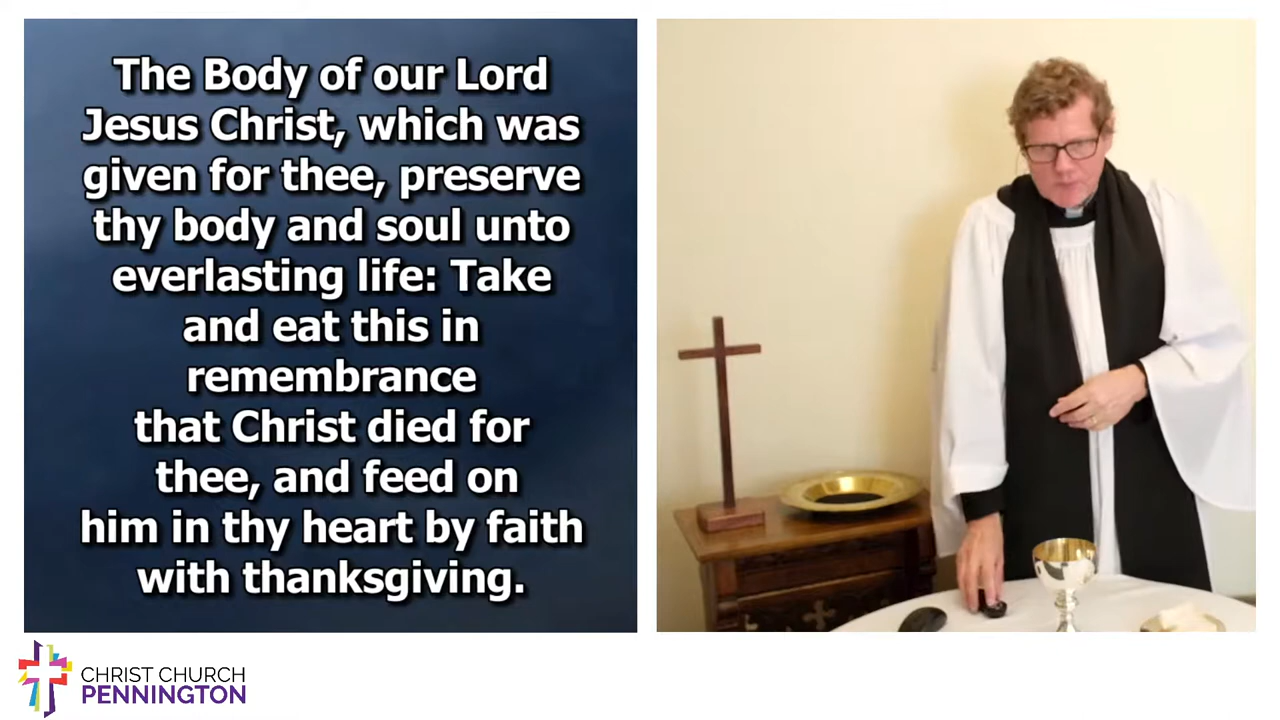 The Body of our Lord
Jesus Christ, which was
given for thee, preserve
thy body and soul unto
everlasting life: Take
and eat this in
remembrance
that Christ died for
thee, and feed on
him in thy heart by faith
with thanksgiving.
CHRIST CHURCH
PENNINGTON